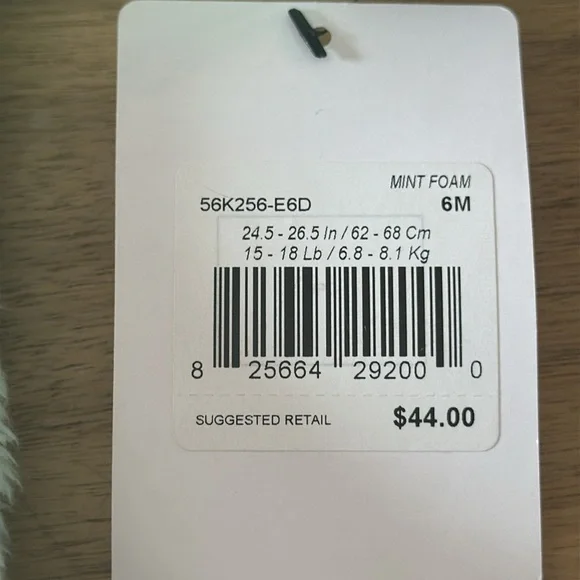 MINT FOAM
56K256-E6D 6M
24.5 - 26.5 In / 62 - 68 Cm
15 - 18 Lb / 6.8 - 8.1 Kg
8 25664 29200 0
SUGGESTED RETAIL $44.00